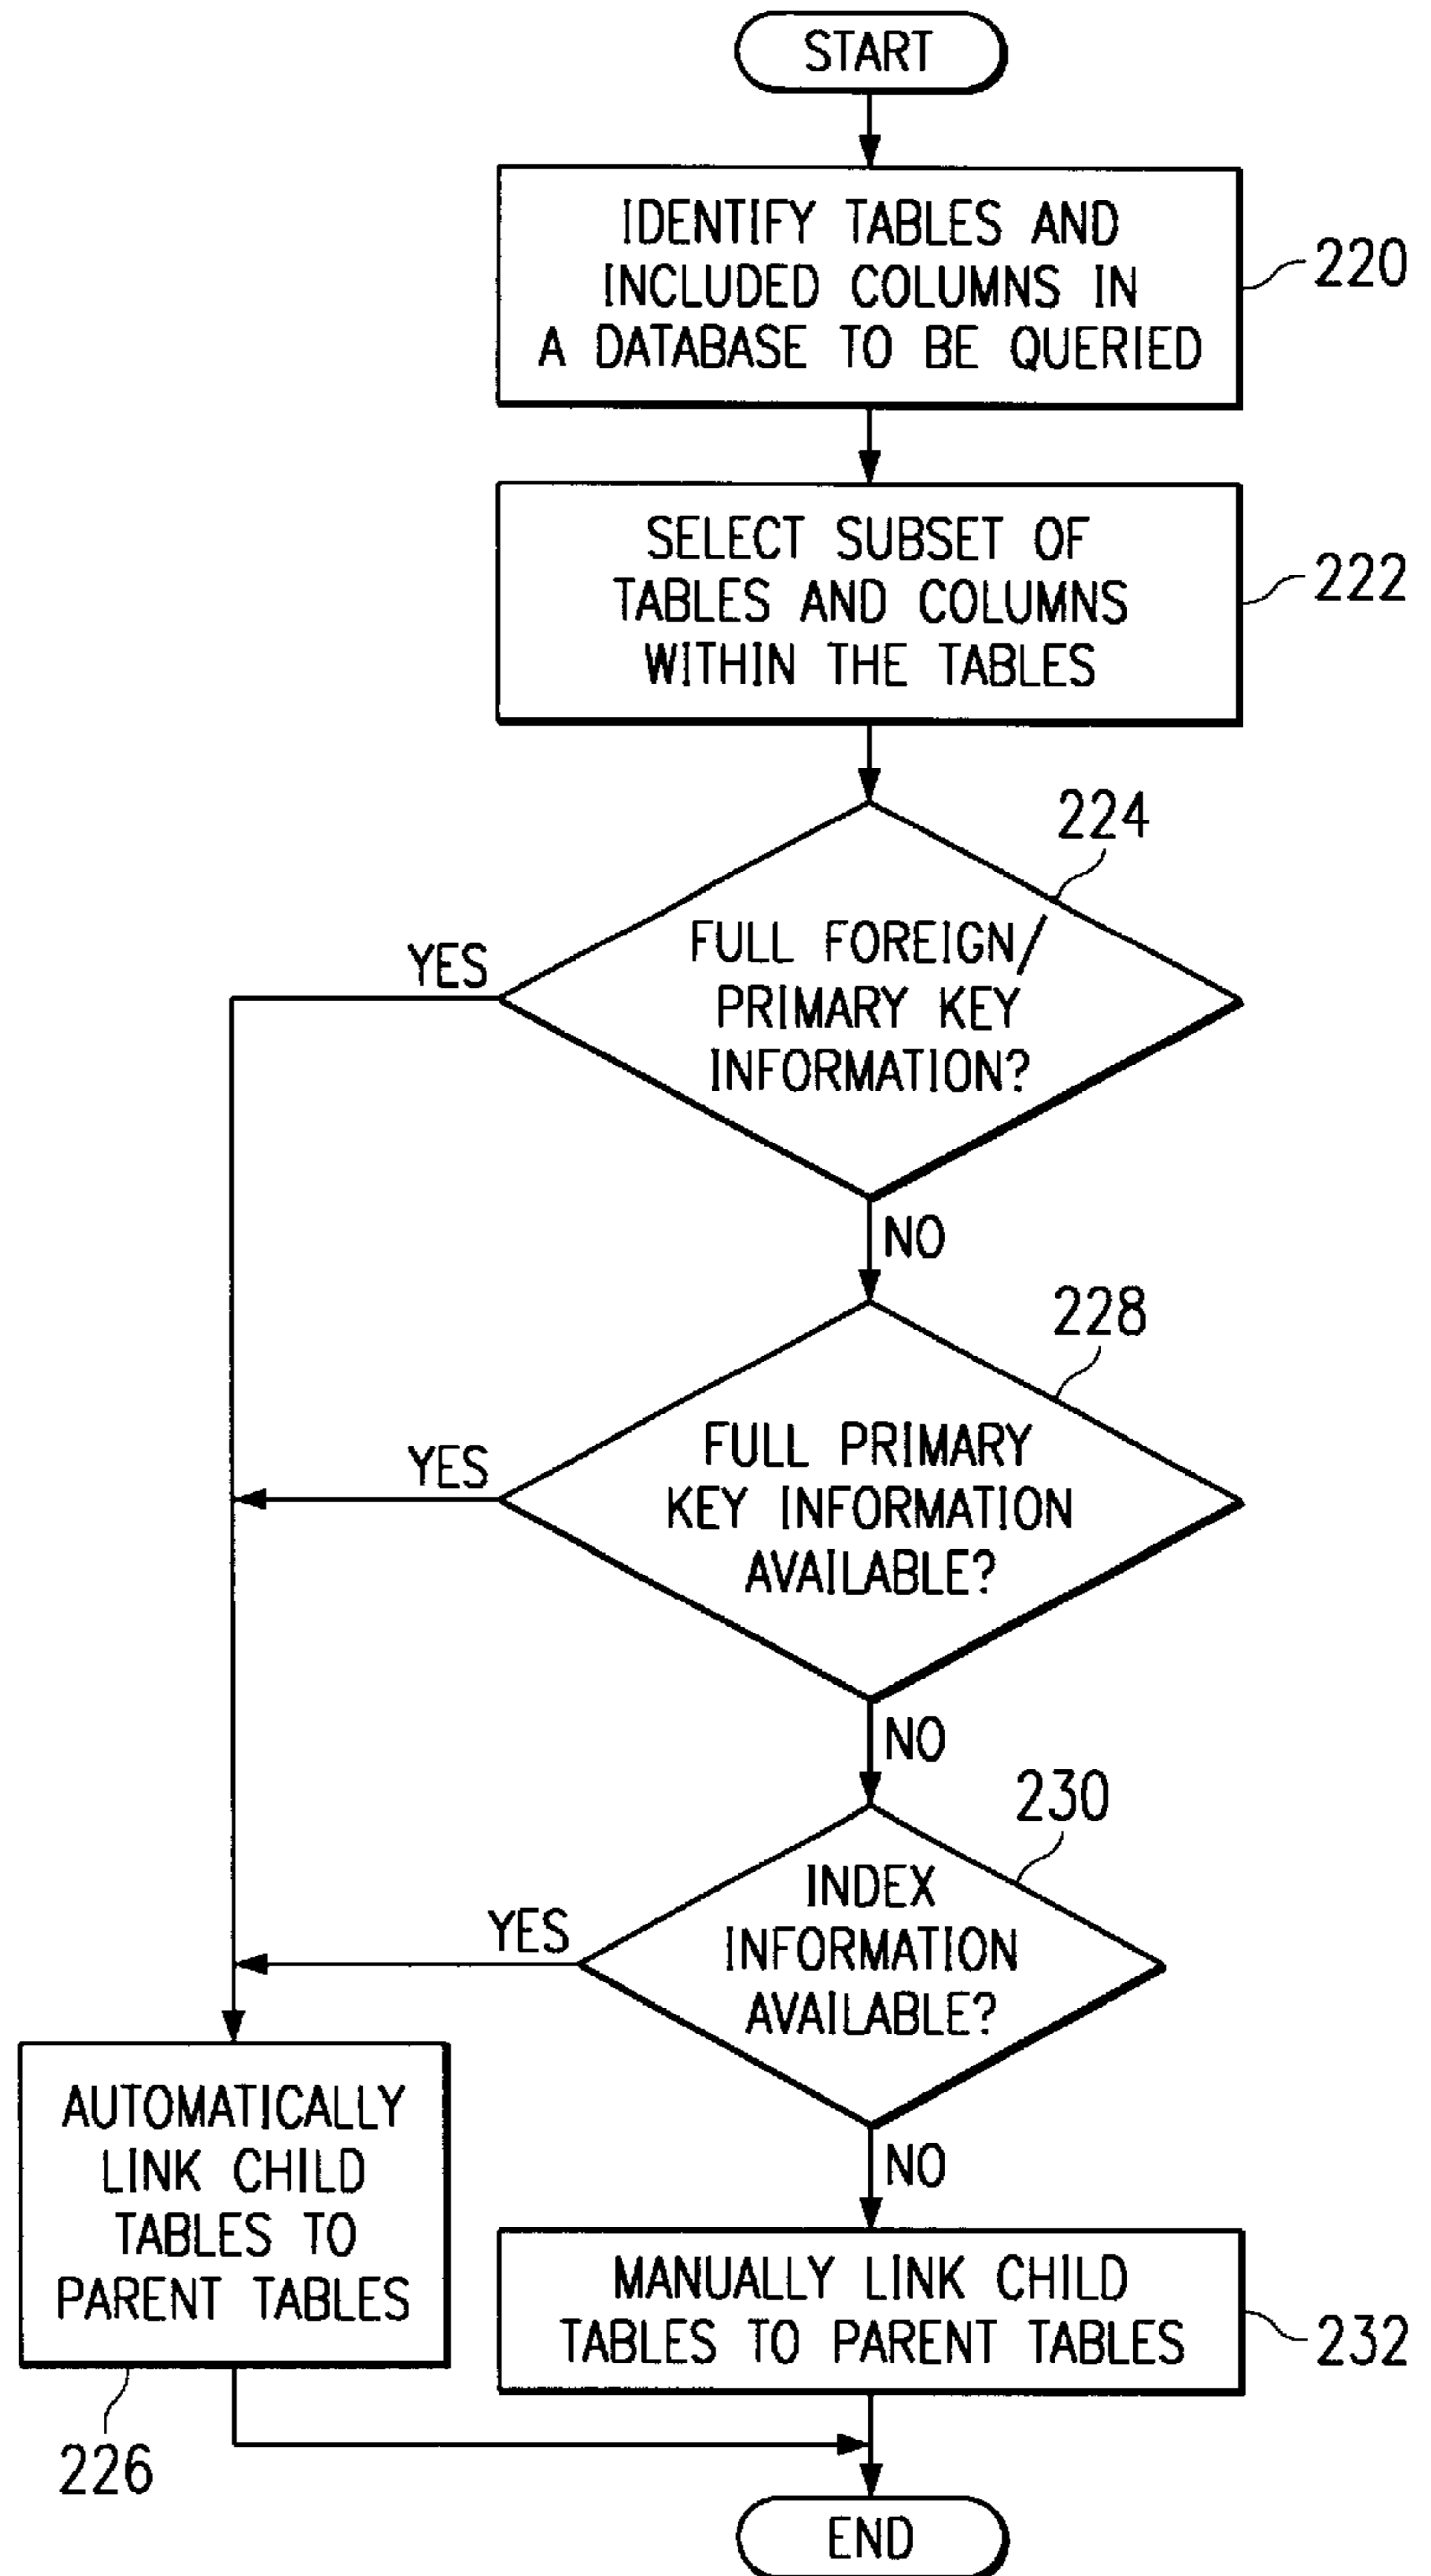 START
IDENTIFY TABLES AND
INCLUDED COLUMNS IN
A DATABASE TO BE QUERIED
220
SELECT SUBSET OF
TABLES AND COLUMNS
WITHIN THE TABLES
222
224
FULL FOREIGN/
PRIMARY KEY
INFORMATION?
YES
NO
228
FULL PRIMARY
KEY INFORMATION
AVAILABLE?
YES
NO
230
INDEX
INFORMATION
AVAILABLE?
YES
NO
AUTOMATICALLY
LINK CHILD
TABLES TO
PARENT TABLES
226
MANUALLY LINK CHILD
TABLES TO PARENT TABLES
232
END